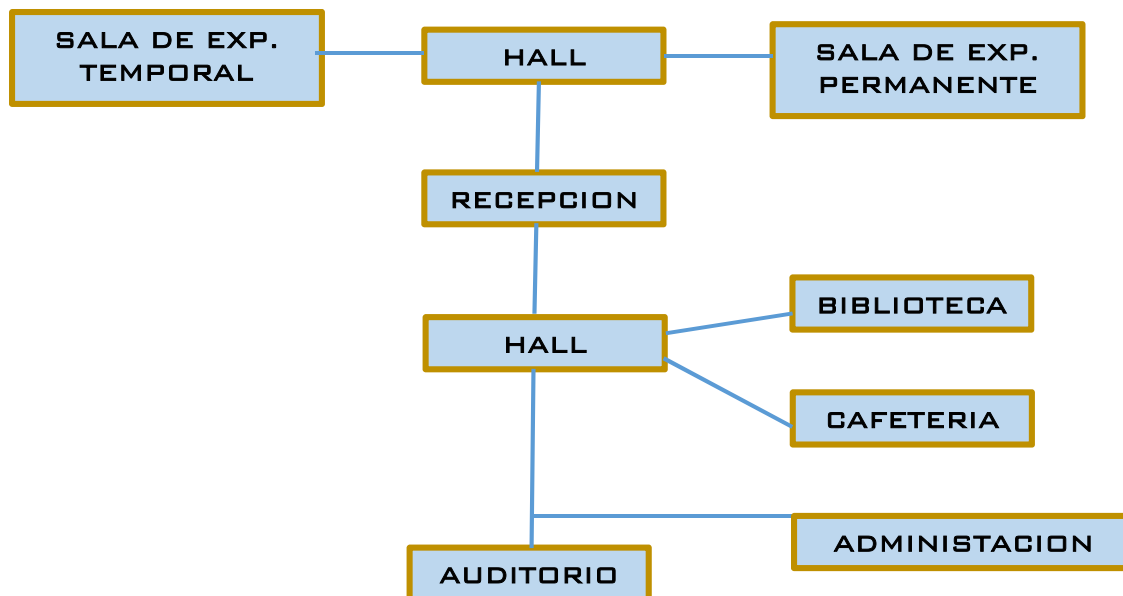 SALA DE EXP.
TEMPORAL
HALL
SALA DE EXP.
PERMANENTE
RECEPCION
BIBLIOTECA
HALL
CAFETERIA
ADMINISTACION
AUDITORIO